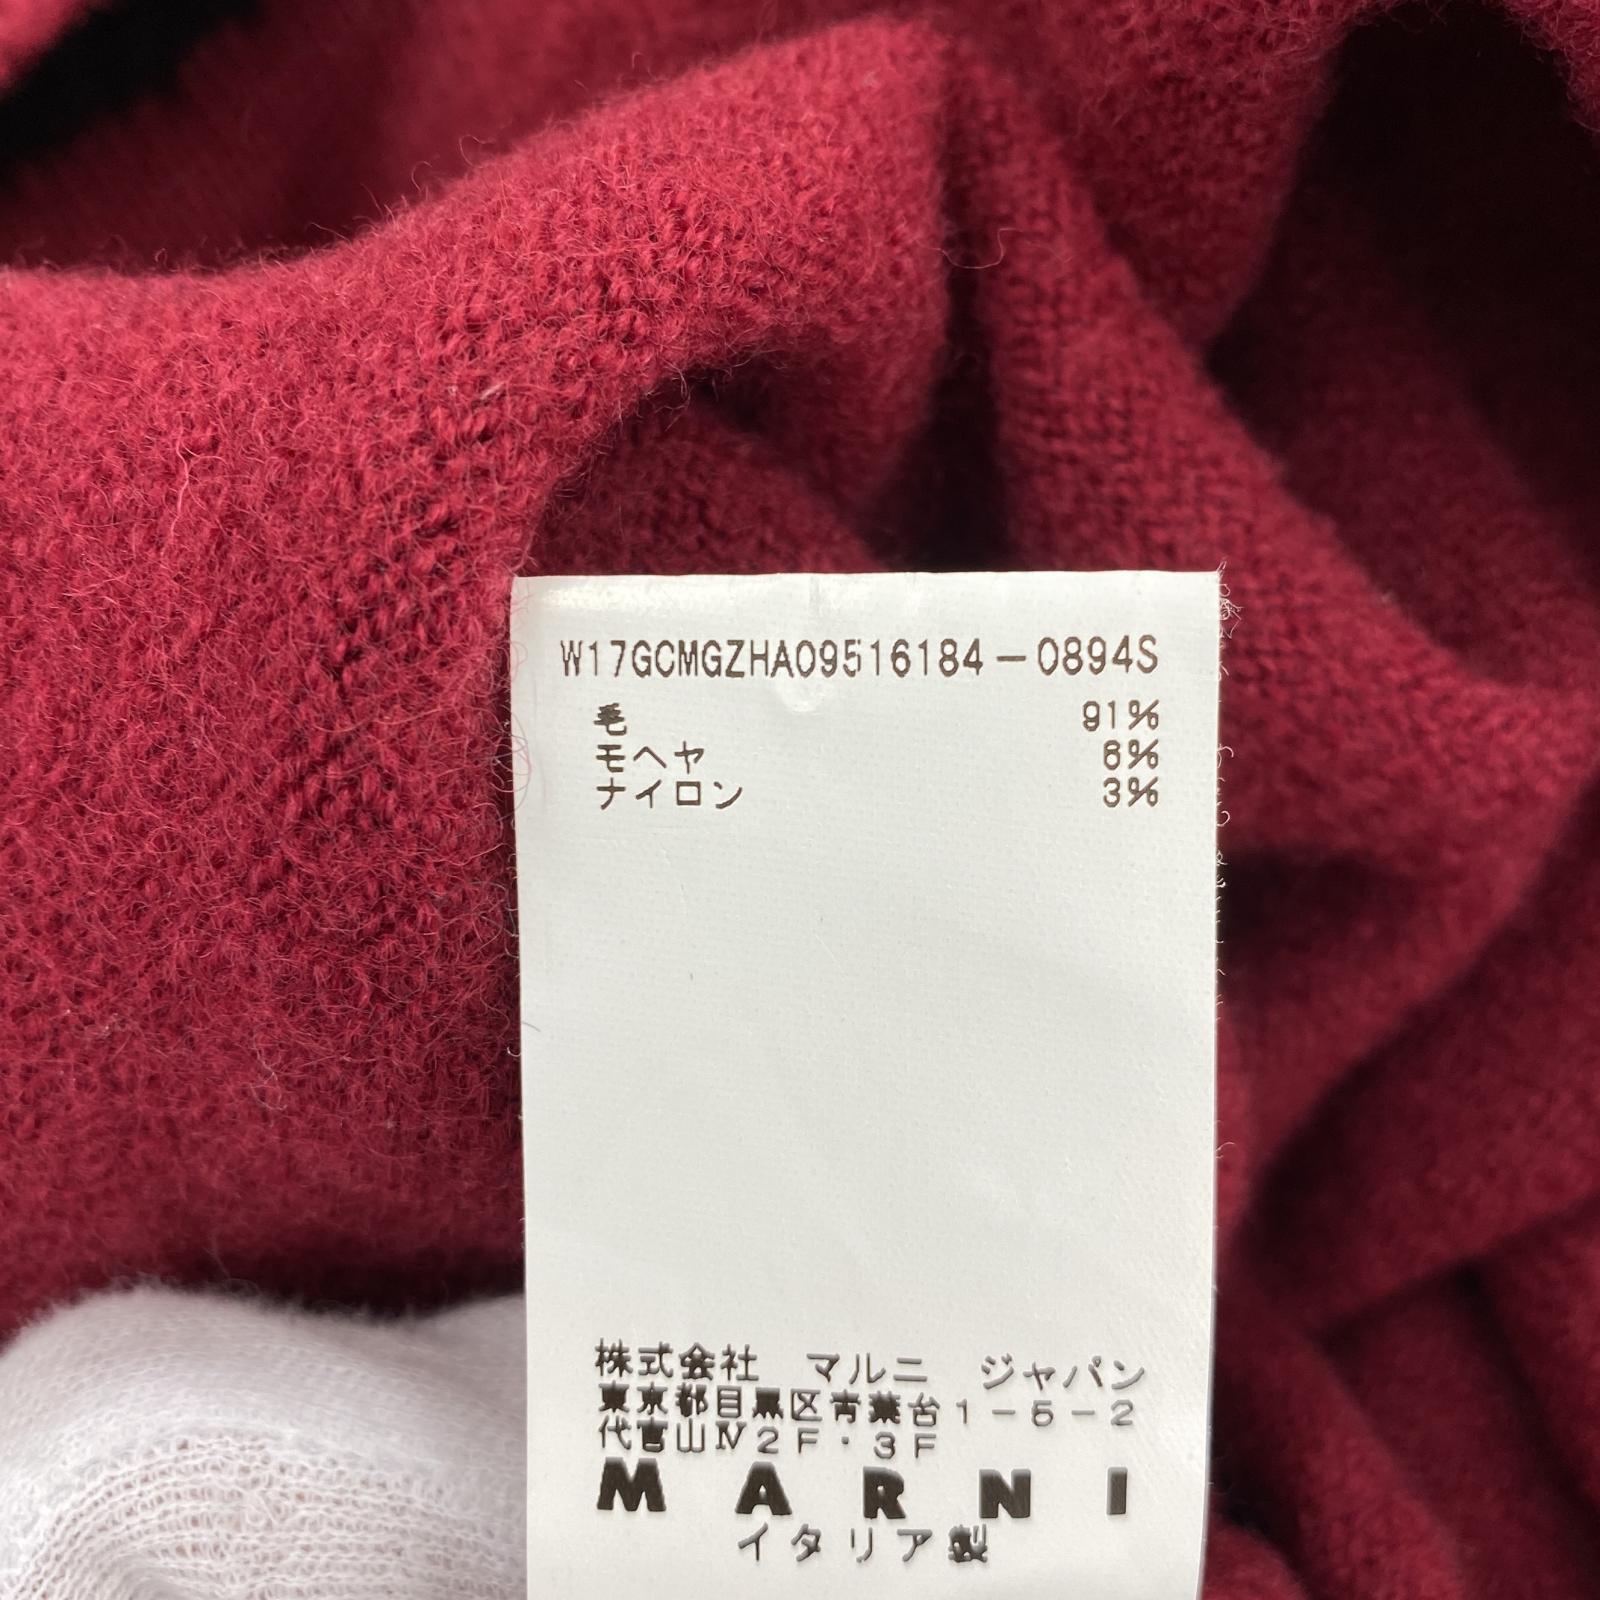 W17GCMGZHA09516184-0894S
毛 91%
モヘヤ 6%
ナイロン 3%
株式会社 マルニ ジャパン
東京都目黒区青葉台1-5-2
代官山Ⅳ2F・3F
MARNI
イタリア製